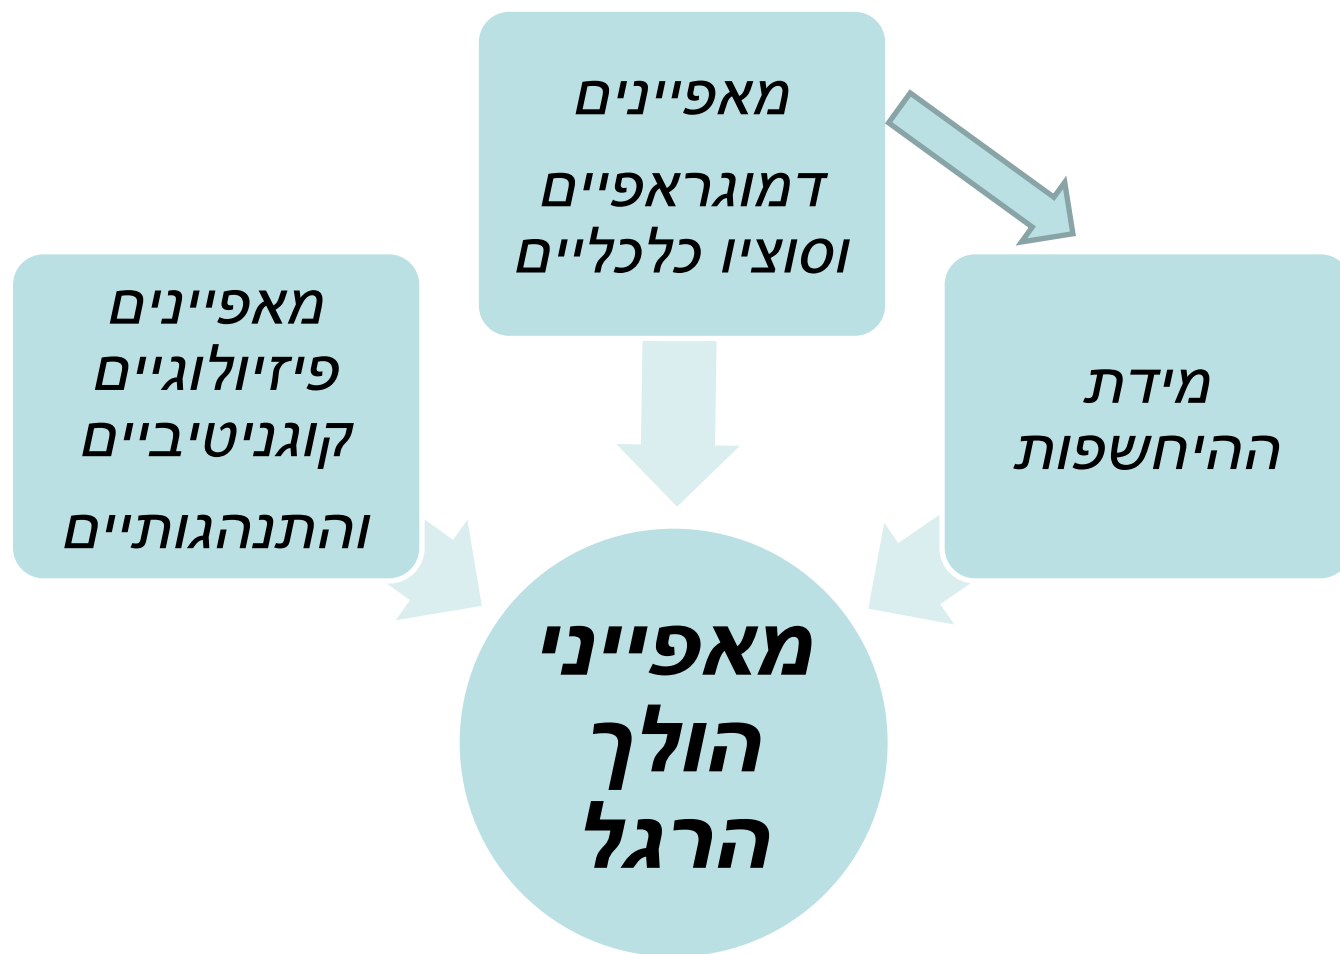 מאפיינים
דמוגראפיים
וסוציו כלכליים
מאפיינים
פיזיולוגיים
קוגניטיביים
והתנהגותיים
מידת
ההיחשפות
מאפייני
הולך
הרגל